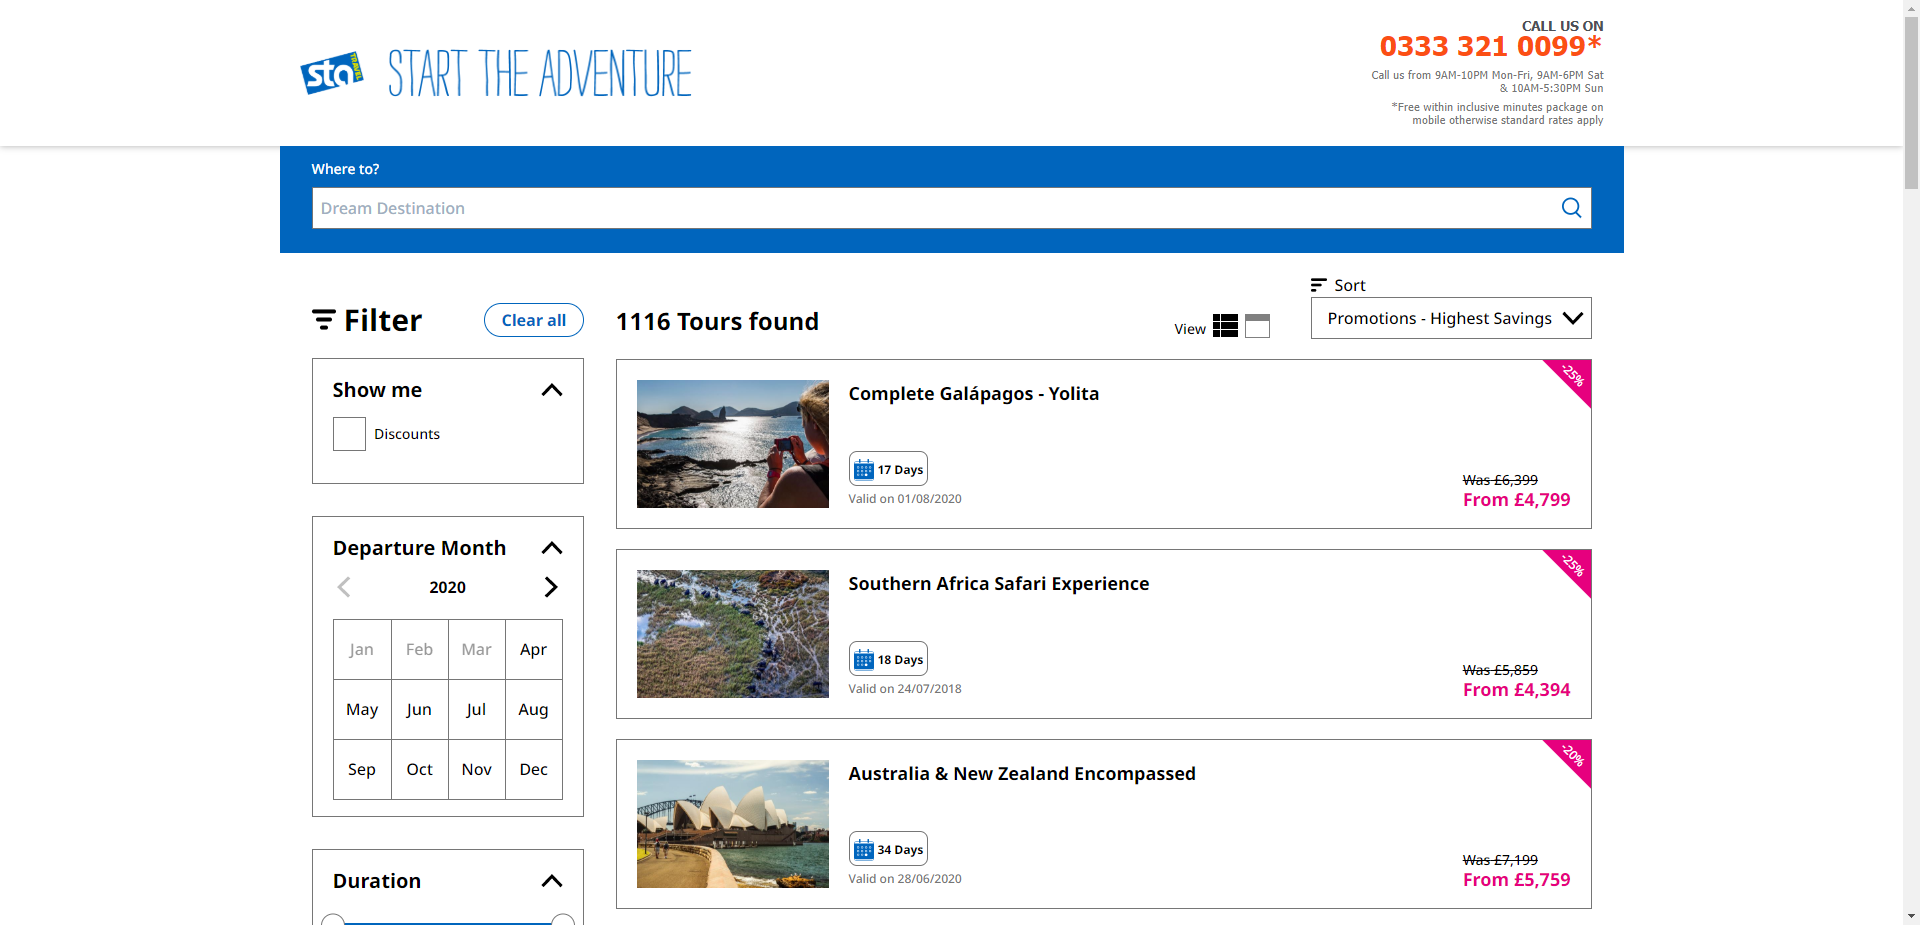 sta TRAVEL
START THE ADVENTURE
CALL US ON
0333 321 0099*
Call us from 9AM-10PM Mon-Fri, 9AM-6PM Sat
& 10AM-5:30PM Sun
*Free within inclusive minutes package on
mobile otherwise standard rates apply
Where to?
Dream Destination
Filter
Clear all
1116 Tours found
View
Sort
Promotions - Highest Savings
Show me
Discounts
Departure Month
2020
Jan Feb Mar Apr
May Jun Jul Aug
Sep Oct Nov Dec
Duration
Complete Galápagos - Yolita
-25%
17 Days
Valid on 01/08/2020
Was £6,399
From £4,799
Southern Africa Safari Experience
-25%
18 Days
Valid on 24/07/2018
Was £5,859
From £4,394
Australia & New Zealand Encompassed
-20%
34 Days
Valid on 28/06/2020
Was £7,199
From £5,759